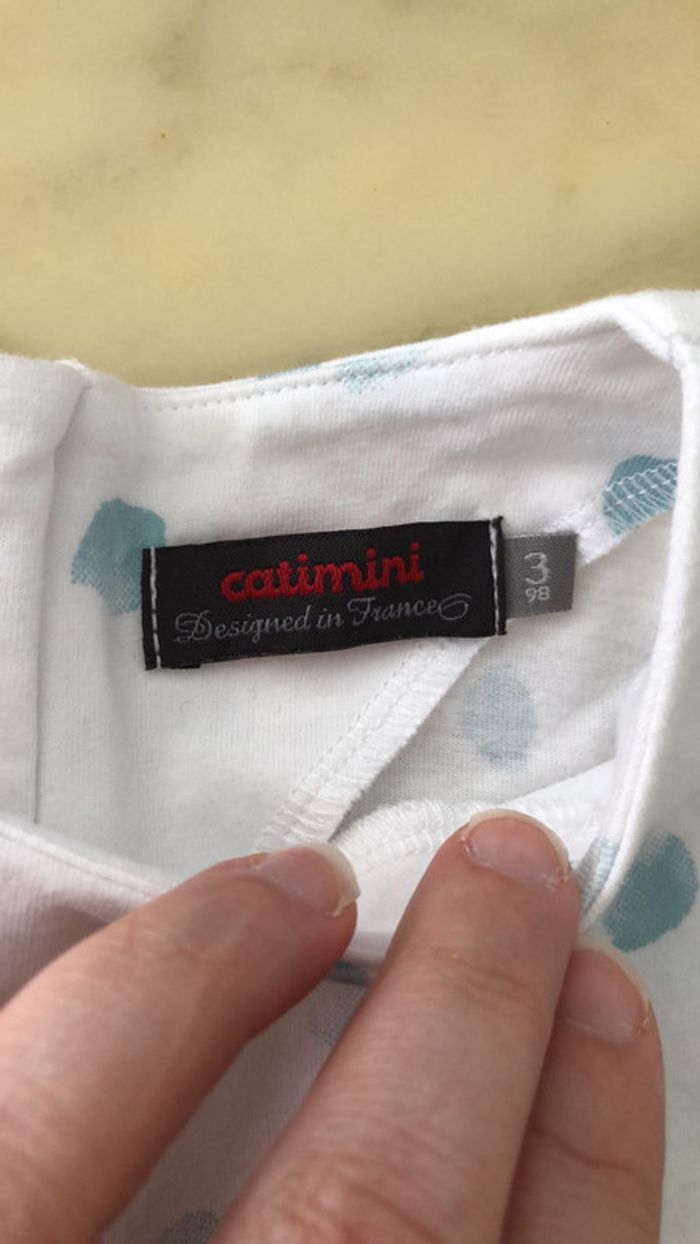 catimini
Designed in France
3
98